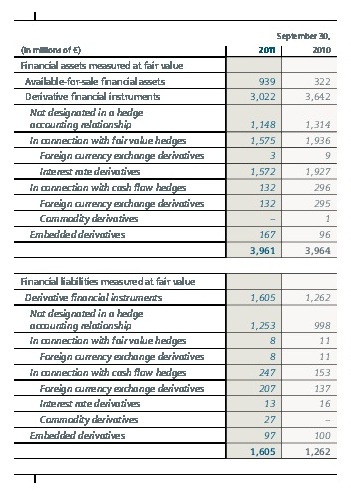 September 30,
(in millions of €) 2011 2010
Financial assets measured at fair value
Available-for-sale financial assets 939 322
Derivative financial instruments 3,022 3,642
Not designated in a hedge
accounting relationship 1,148 1,314
In connection with fair value hedges 1,575 1,936
Foreign currency exchange derivatives 3 9
Interest rate derivatives 1,572 1,927
In connection with cash flow hedges 132 296
Foreign currency exchange derivatives 132 295
Commodity derivatives – 1
Embedded derivatives 167 96
3,961 3,964
Financial liabilities measured at fair value
Derivative financial instruments 1,605 1,262
Not designated in a hedge
accounting relationship 1,253 998
In connection with fair value hedges 8 11
Foreign currency exchange derivatives 8 11
In connection with cash flow hedges 247 153
Foreign currency exchange derivatives 207 137
Interest rate derivatives 13 16
Commodity derivatives 27 –
Embedded derivatives 97 100
1,605 1,262